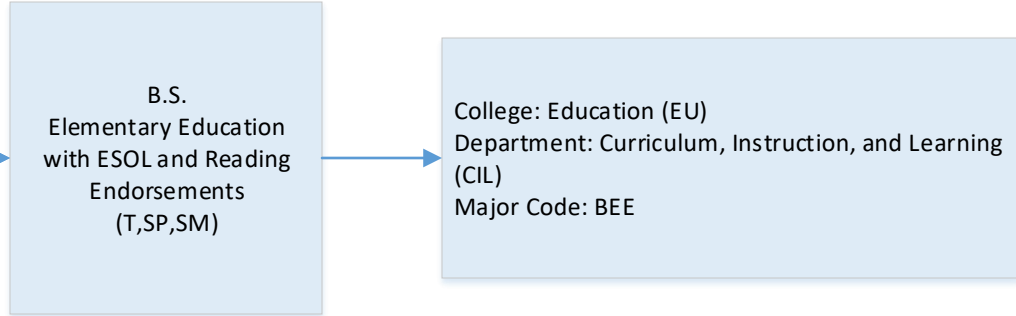 B.S.
Elementary Education
with ESOL and Reading
Endorsements
(T,SP,SM)
College: Education (EU)
Department: Curriculum, Instruction, and Learning
(CIL)
Major Code: BEE